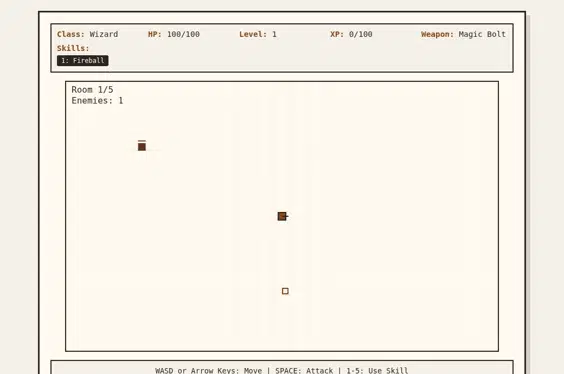 Class: Wizard HP: 100/100 Level: 1 XP: 0/100 Weapon: Magic Bolt
Skills:
1: Fireball
Room 1/5
Enemies: 1
WASD or Arrow Keys: Move | SPACE: Attack | 1-5: Use Skill